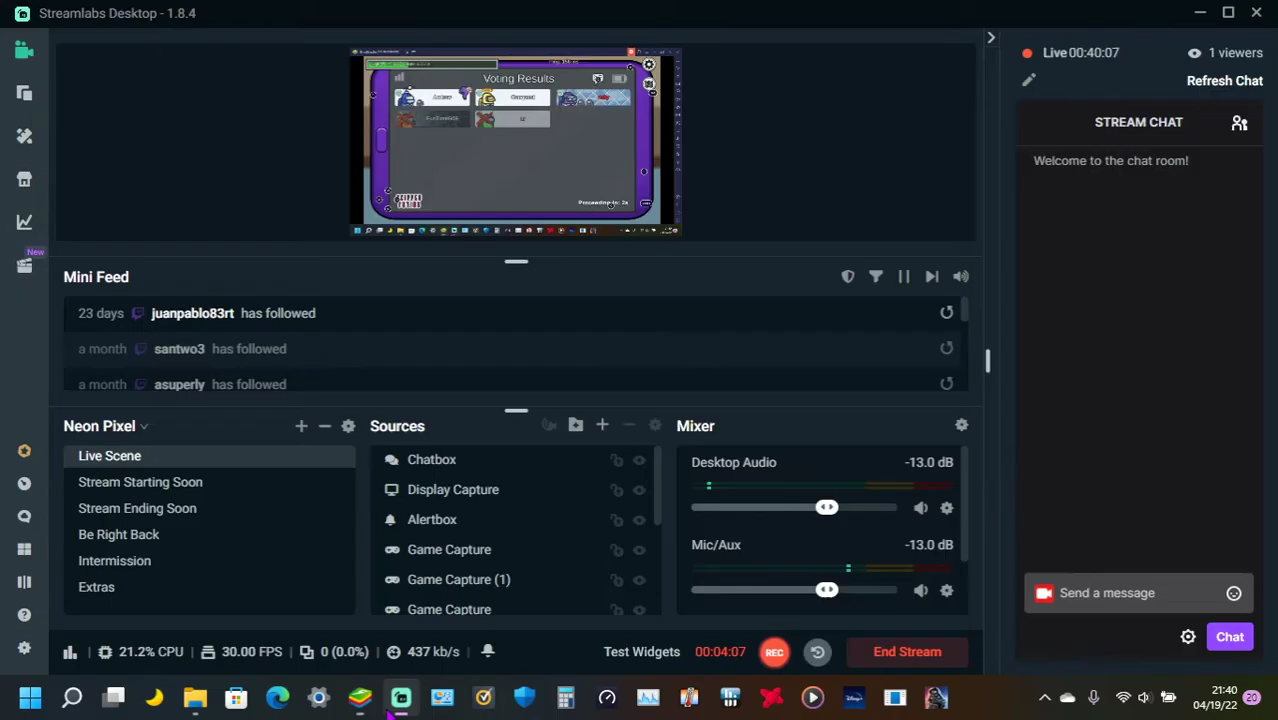 Streamlabs Desktop - 1.8.4
Live 00:40:07
1 viewers
Refresh Chat
Voting Results
Proceeding In: 2s
STREAM CHAT
Welcome to the chat room!
New
Mini Feed
23 days juanpablo83rt has followed
a month santwo3 has followed
a month asuperly has followed
Neon Pixel
Live Scene
Stream Starting Soon
Stream Ending Soon
Be Right Back
Intermission
Extras
Sources
Chatbox
Display Capture
Alertbox
Game Capture
Game Capture (1)
Game Capture
Mixer
Desktop Audio -13.0 dB
Mic/Aux -13.0 dB
Send a message
Chat
21.2% CPU 30.00 FPS 0 (0.0%) 437 kb/s Test Widgets 00:04:07 REC End Stream
21:40
04/19/22
20